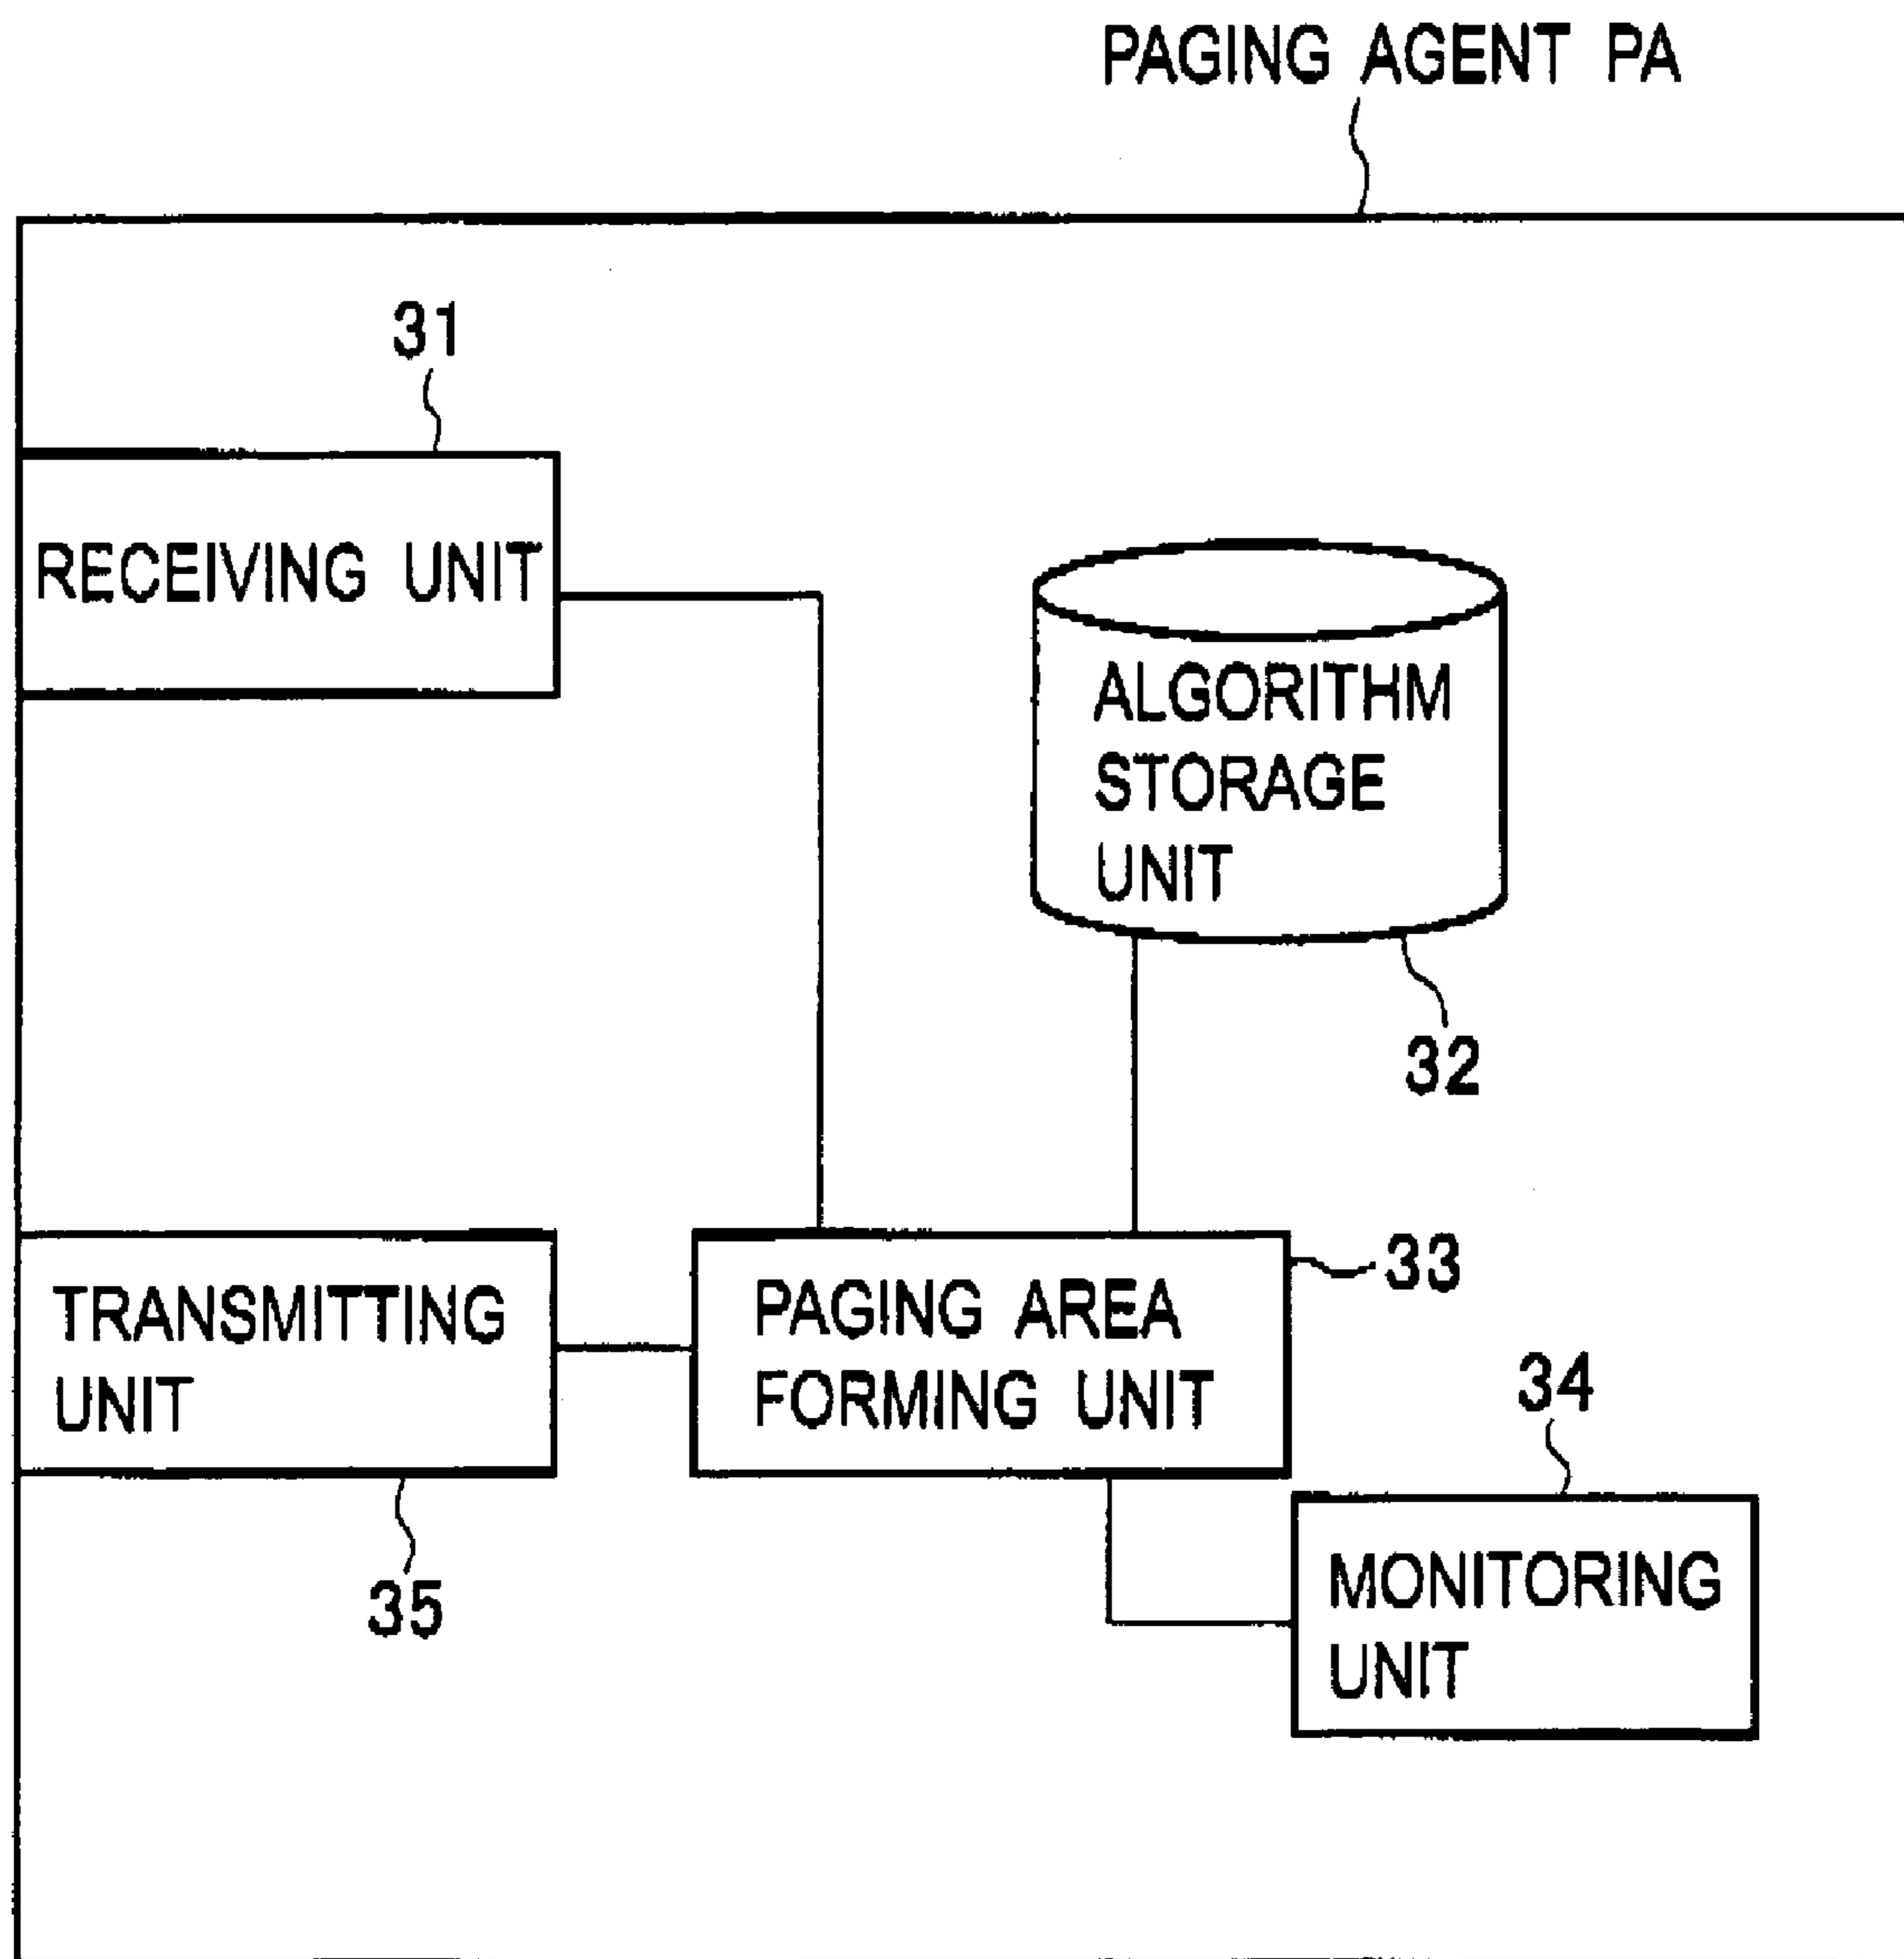 PAGING AGENT PA
31
RECEIVING UNIT
ALGORITHM
STORAGE
UNIT
32
TRANSMITTING
UNIT
35
PAGING AREA
FORMING UNIT
33
34
MONITORING
UNIT